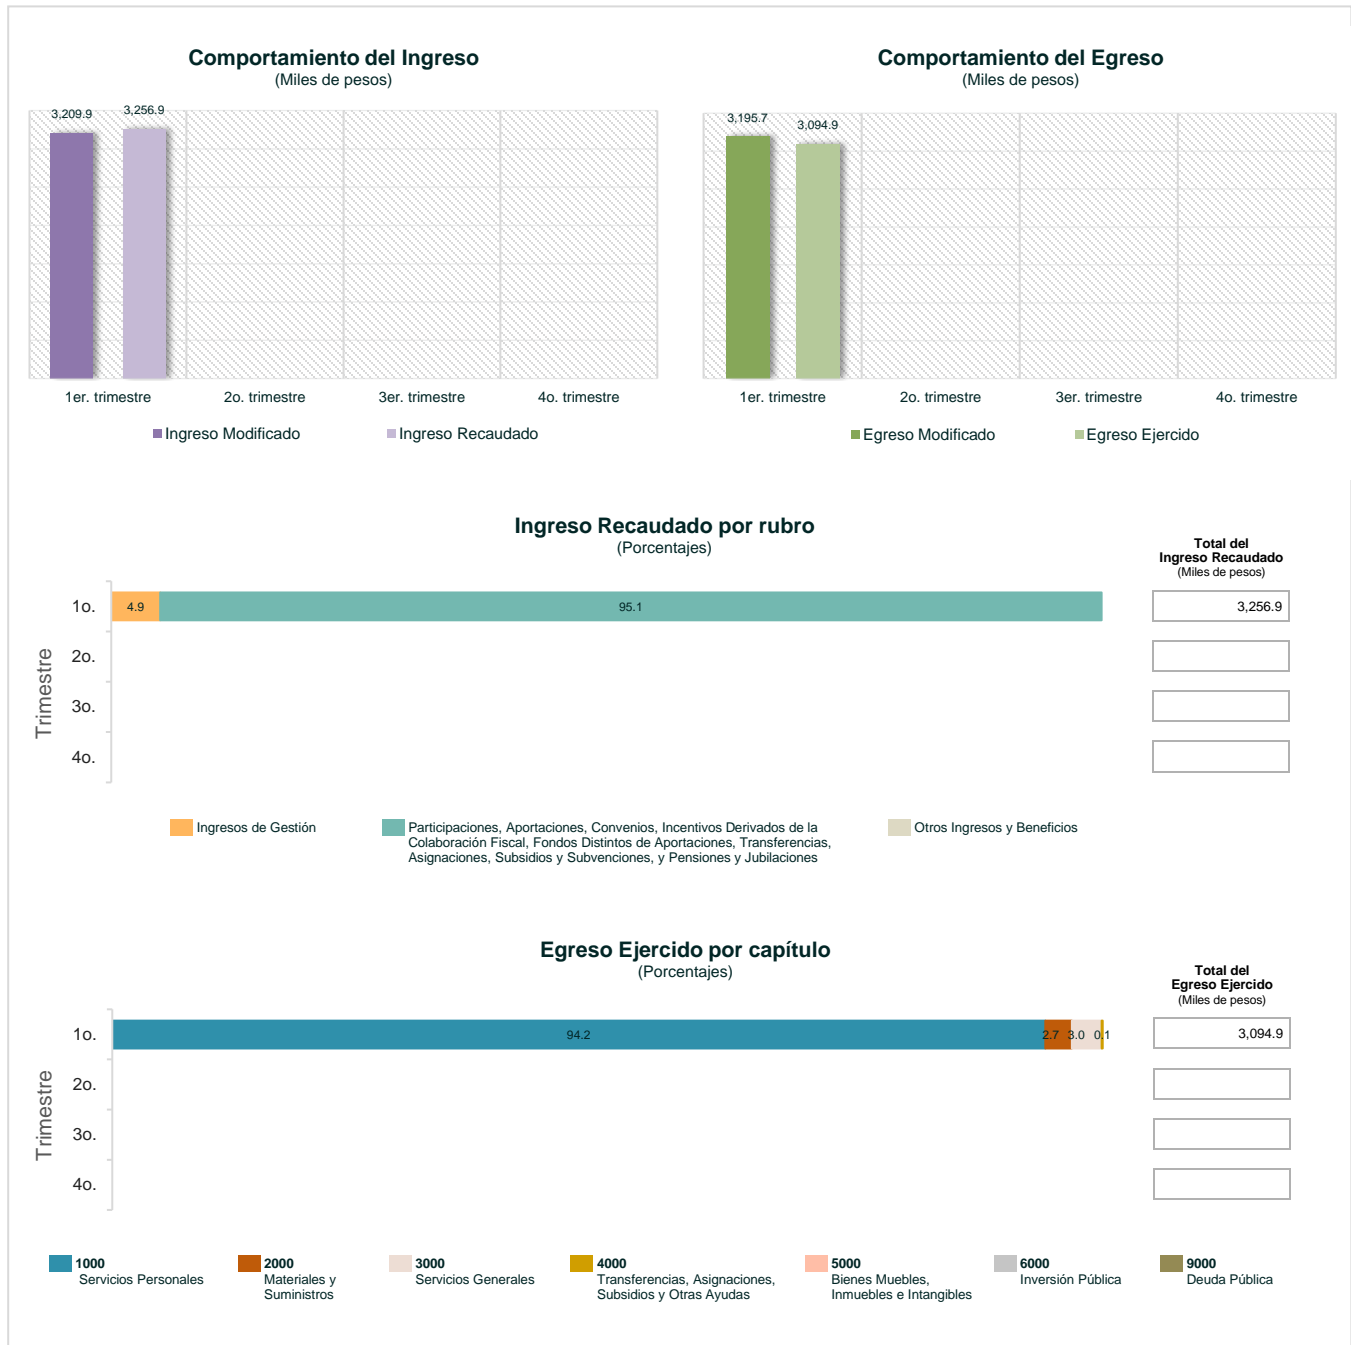 Comportamiento del Ingreso
(Miles de pesos)
3,209.9
3,256.9
1er. trimestre
2o. trimestre
3er. trimestre
4o. trimestre
Ingreso Modificado
Ingreso Recaudado
Comportamiento del Egreso
(Miles de pesos)
3,195.7
3,094.9
1er. trimestre
2o. trimestre
3er. trimestre
4o. trimestre
Egreso Modificado
Egreso Ejercido
Ingreso Recaudado por rubro
(Porcentajes)
Total del
Ingreso Recaudado
(Miles de pesos)
Trimestre
1o.
4.9
95.1
3,256.9
2o.
3o.
4o.
Ingresos de Gestión
Participaciones, Aportaciones, Convenios, Incentivos Derivados de la
Colaboración Fiscal, Fondos Distintos de Aportaciones, Transferencias,
Asignaciones, Subsidios y Subvenciones, y Pensiones y Jubilaciones
Otros Ingresos y Beneficios
Egreso Ejercido por capítulo
(Porcentajes)
Total del
Egreso Ejercido
(Miles de pesos)
Trimestre
1o.
94.2
2.7
3.0
0.1
3,094.9
2o.
3o.
4o.
1000
Servicios Personales
2000
Materiales y
Suministros
3000
Servicios Generales
4000
Transferencias, Asignaciones,
Subsidios y Otras Ayudas
5000
Bienes Muebles,
Inmuebles e Intangibles
6000
Inversión Pública
9000
Deuda Pública